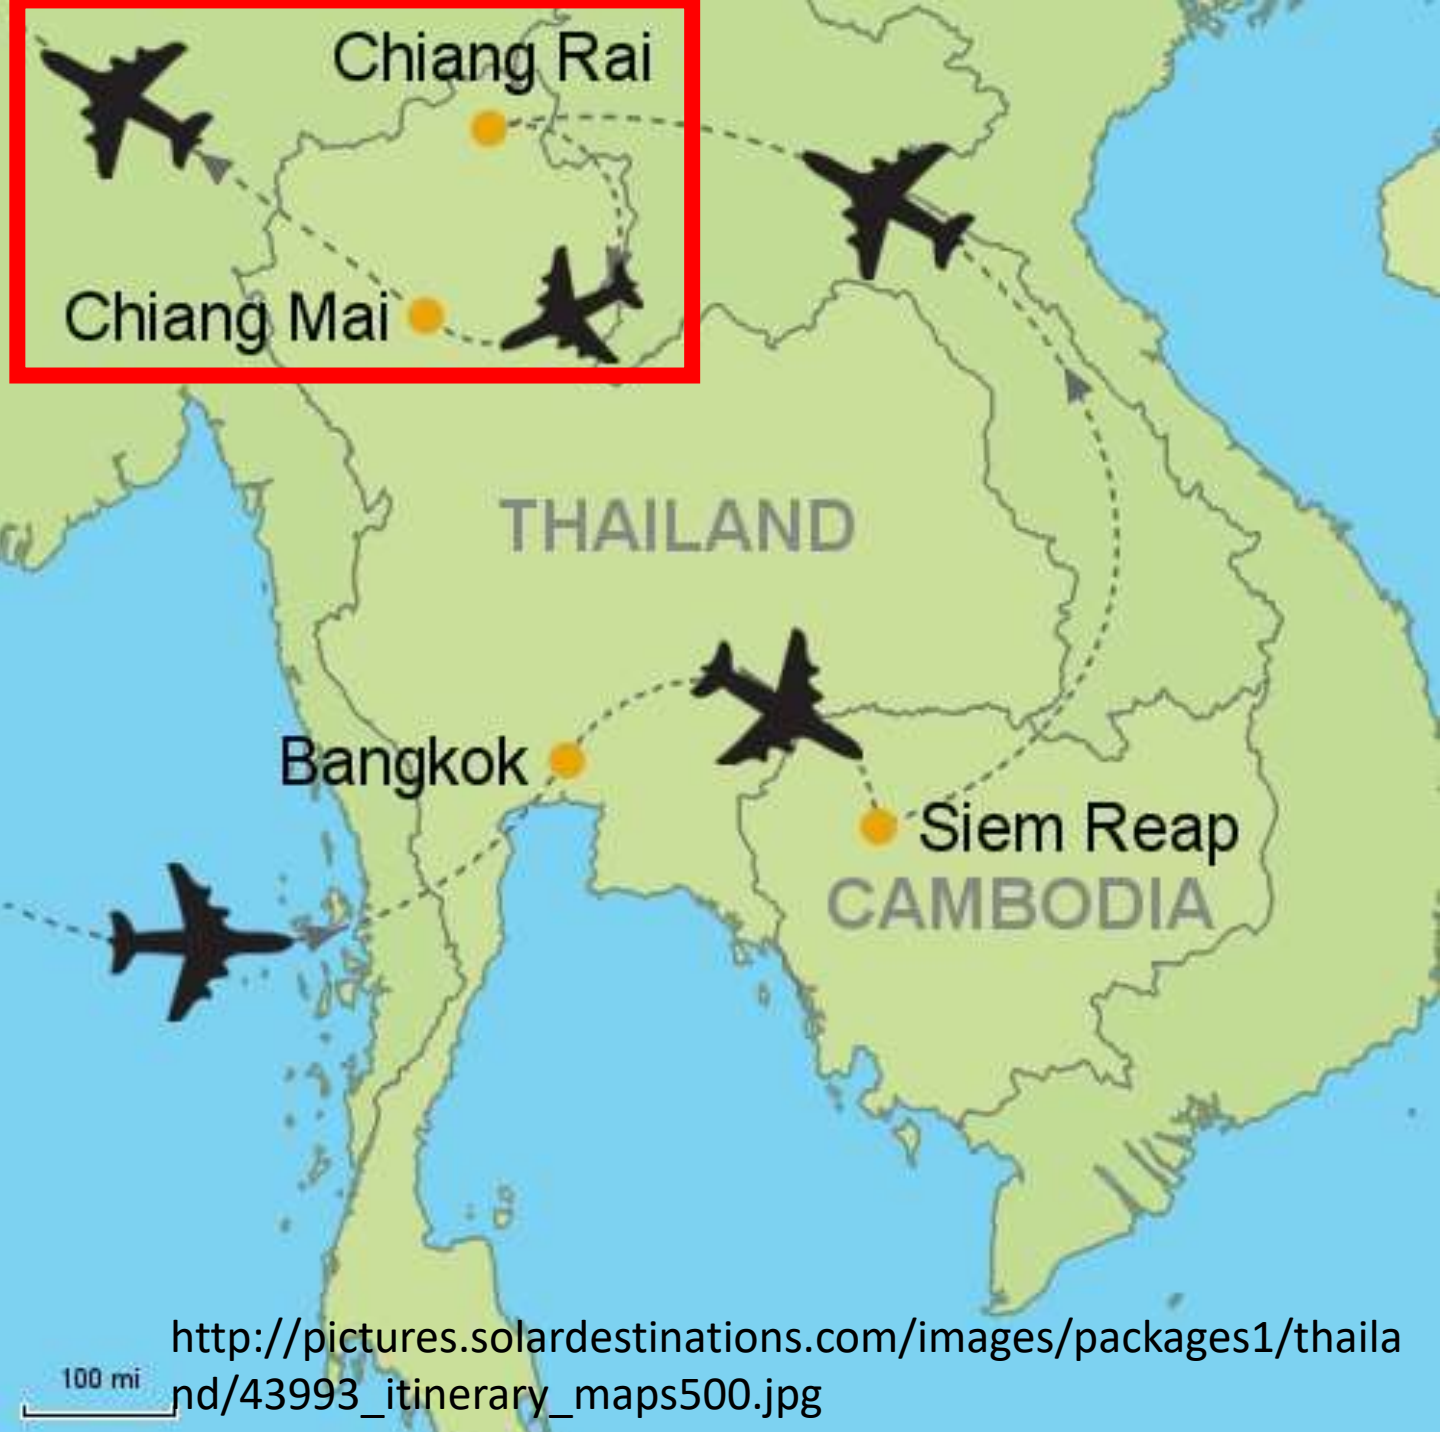 Chiang Rai
Chiang Mai
THAILAND
Bangkok
Siem Reap
CAMBODIA
http://pictures.solardestinations.com/images/packages1/thaila
100 mi
nd/43993_itinerary_maps500.jpg